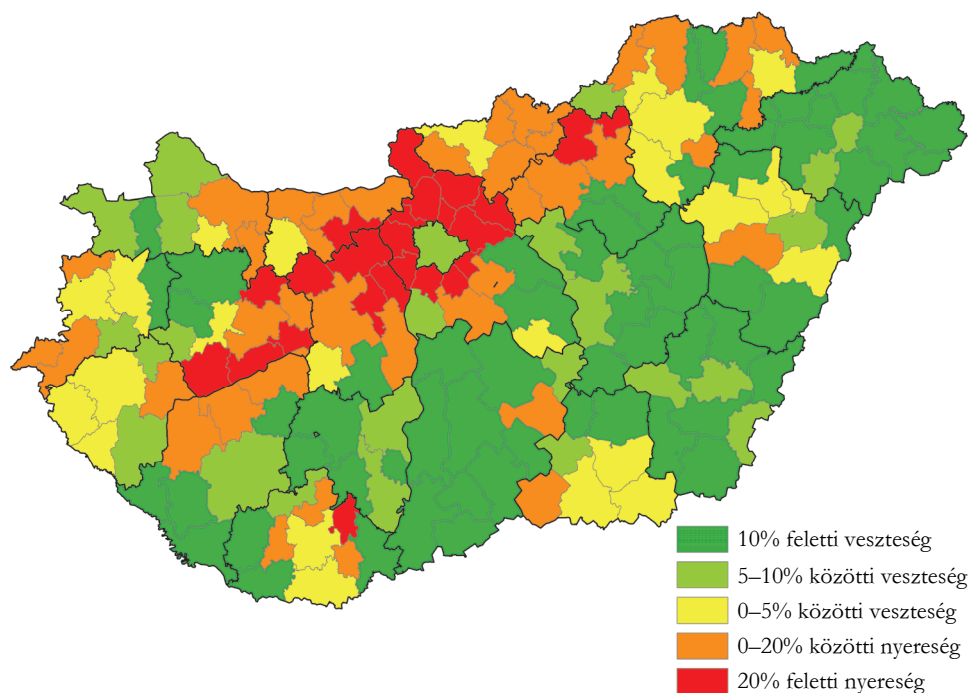 10% feletti veszteség
5–10% közötti veszteség
0–5% közötti veszteség
0–20% közötti nyereség
20% feletti nyereség